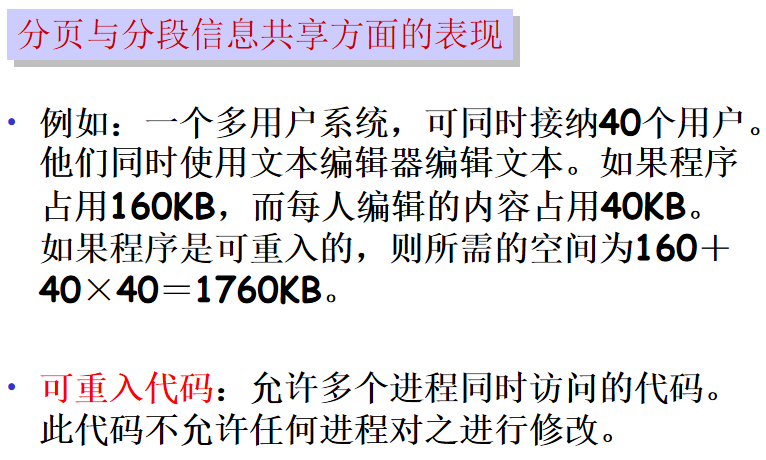 分页与分段信息共享方面的表现
• 例如：一个多用户系统，可同时接纳40个用户。
他们同时使用文本编辑器编辑文本。如果程序
占用160KB，而每人编辑的内容占用40KB。
如果程序是可重入的，则所需的空间为160＋
40×40＝1760KB。
• 可重入代码：允许多个进程同时访问的代码。
此代码不允许任何进程对之进行修改。